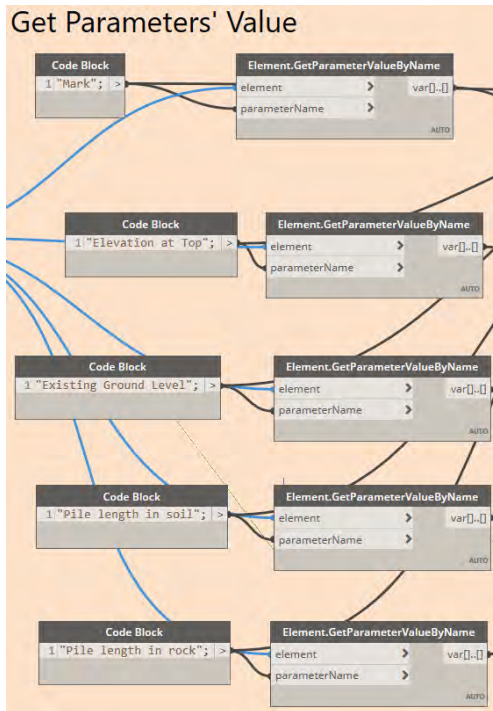 Get Parameters' Value
Code Block
1 "Mark"; >
Element.GetParameterValueByName
element > var[]..[]
parameterName >
AUTO
Code Block
1 "Elevation at Top"; >
Element.GetParameterValueByName
element > var[]..[]
parameterName >
AUTO
Code Block
1 "Existing Ground Level"; >
Element.GetParameterValueByName
element > var[]..[]
parameterName >
AUTO
Code Block
1 "Pile length in soil"; >
Element.GetParameterValueByName
element > var[]..[]
parameterName >
AUTO
Code Block
1 "Pile length in rock"; >
Element.GetParameterValueByName
element > var[]..[]
parameterName >
AUTO